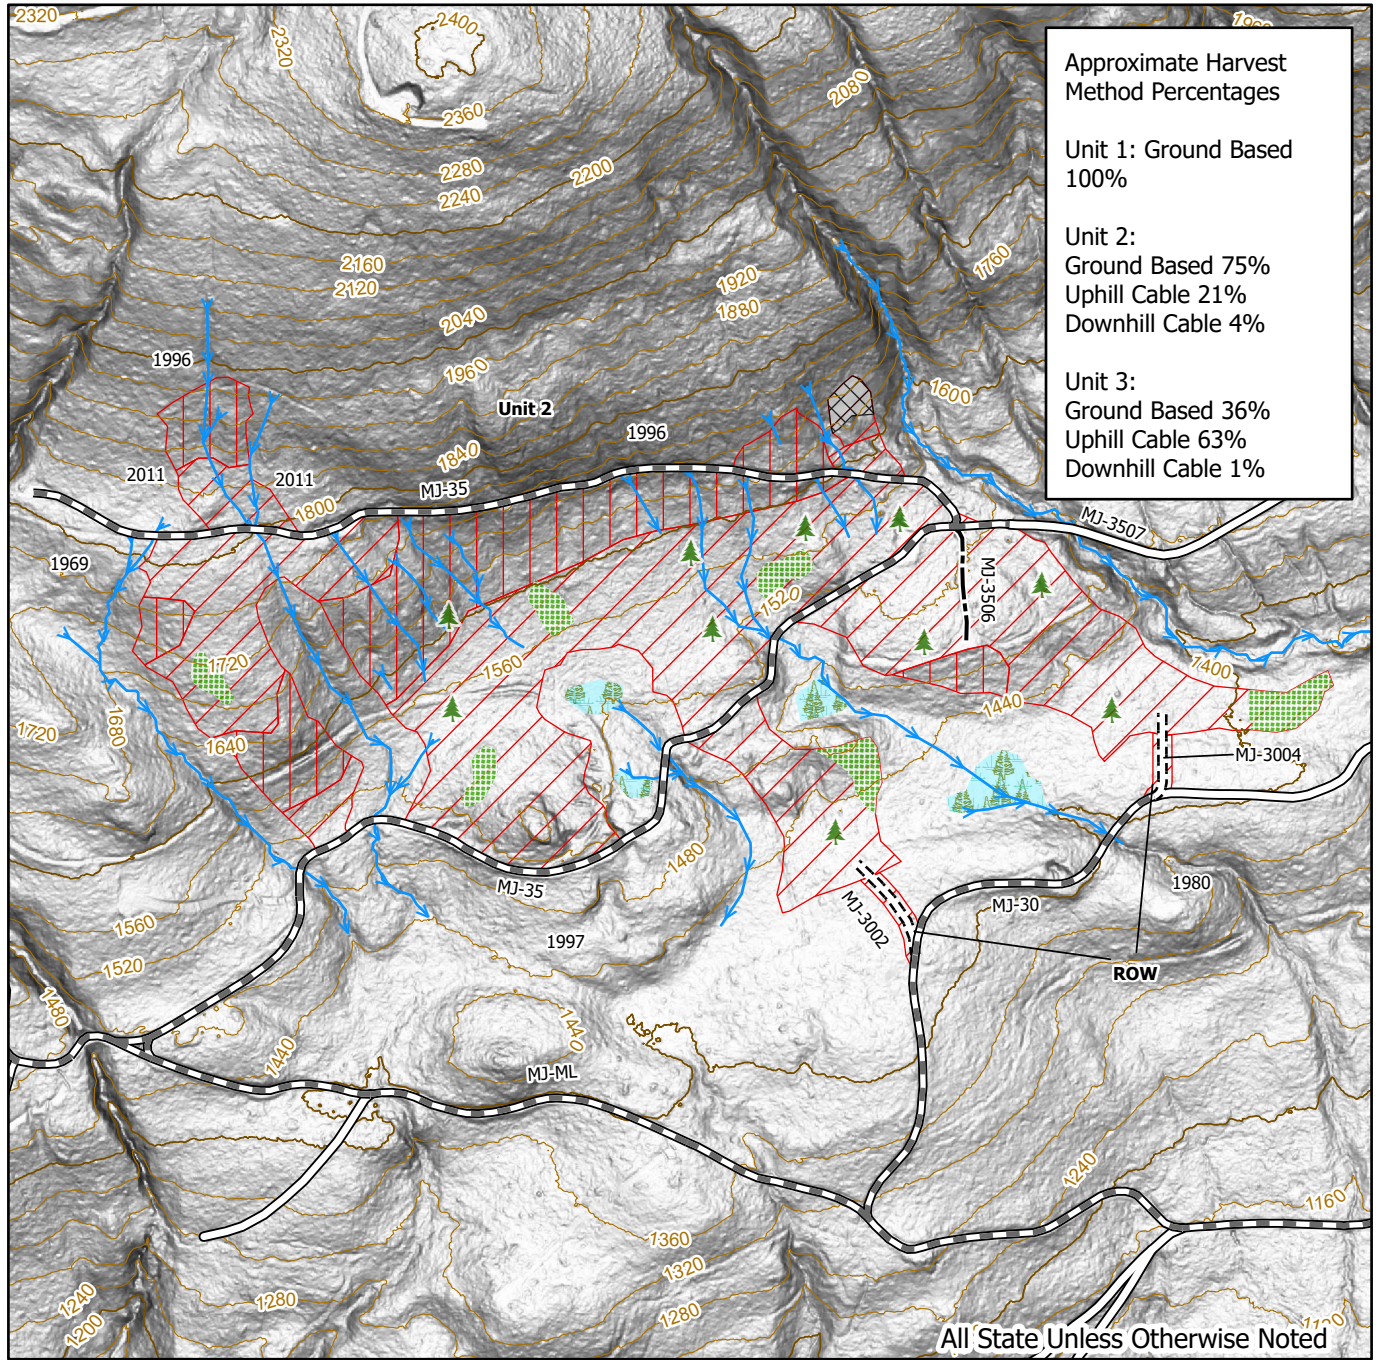 2320
2400
2320
1960
2360
2080
Approximate Harvest
Method Percentages
Unit 1: Ground Based
100%
Unit 2:
Ground Based 75%
Uphill Cable 21%
Downhill Cable 4%
Unit 3:
Ground Based 36%
Uphill Cable 63%
Downhill Cable 1%
2280
2200
2240
2160
2120
1760
1920
1880
2040
1996
1960
1600
Unit 2
1996
1840
2011
2011
MJ-35
1800
MJ-3507
1969
MJ-3506
1520
1720
1560
1400
1680
1720
1440
1640
MJ-3004
1480
MJ-35
1980
MJ-30
MJ-3002
1560
1997
1520
ROW
1480
1440
1440
MJ-ML
1240
1160
1360
1320
1240
1280
1280
1200
All State Unless Otherwise Noted